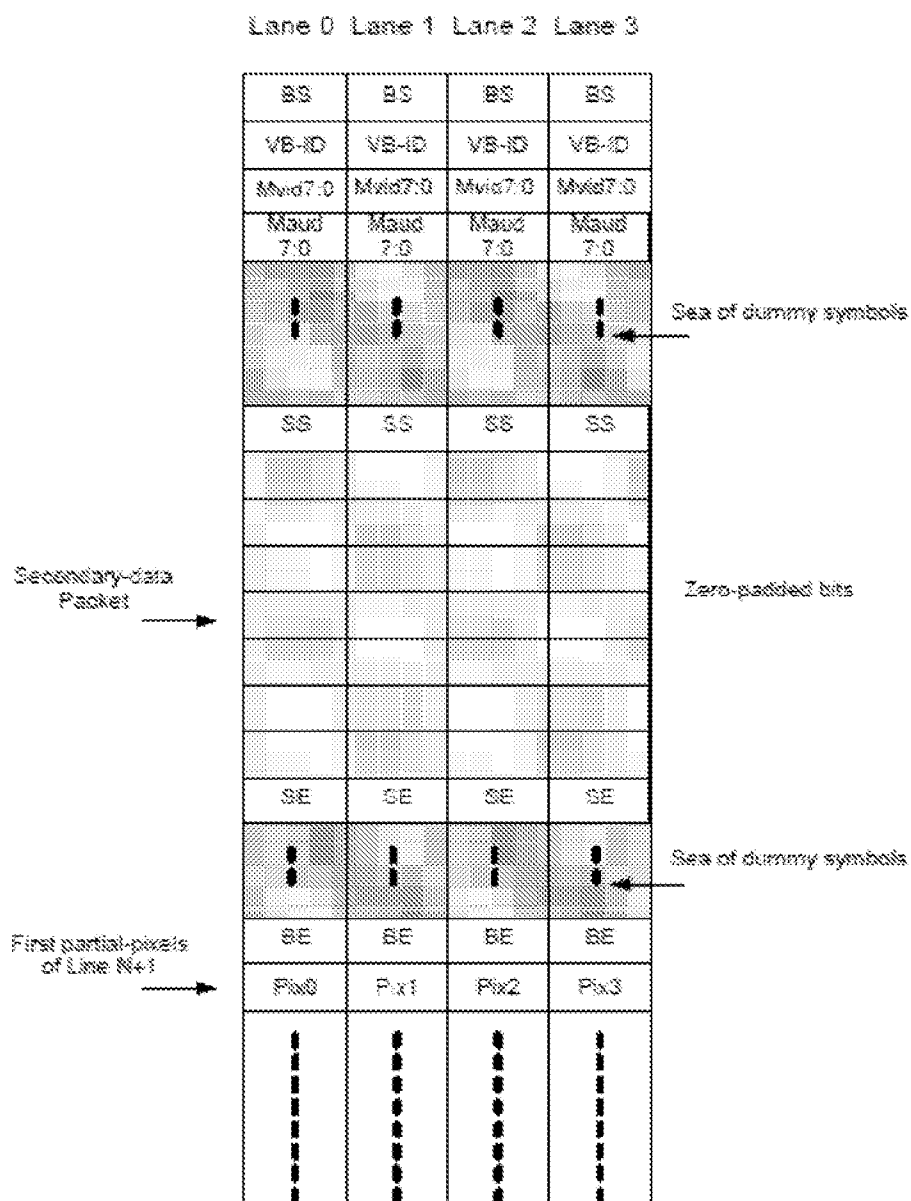 Lane 0 Lane 1 Lane 2 Lane 3
BS BS BS BS
VB-ID VB-ID VB-ID VB-ID
Mvid7:0 Mvid7:0 Mvid7:0 Mvid7:0
Maud Maud Maud Maud
7:0 7:0 7:0 7:0
Sea of dummy symbols
SS SS SS SS
Secondary-data
Packet
Zero-padded bits
SE SE SE SE
Sea of dummy symbols
BE BE BE BE
First partial-pixels
of Line N+1
Pix0 Pix1 Pix2 Pix3